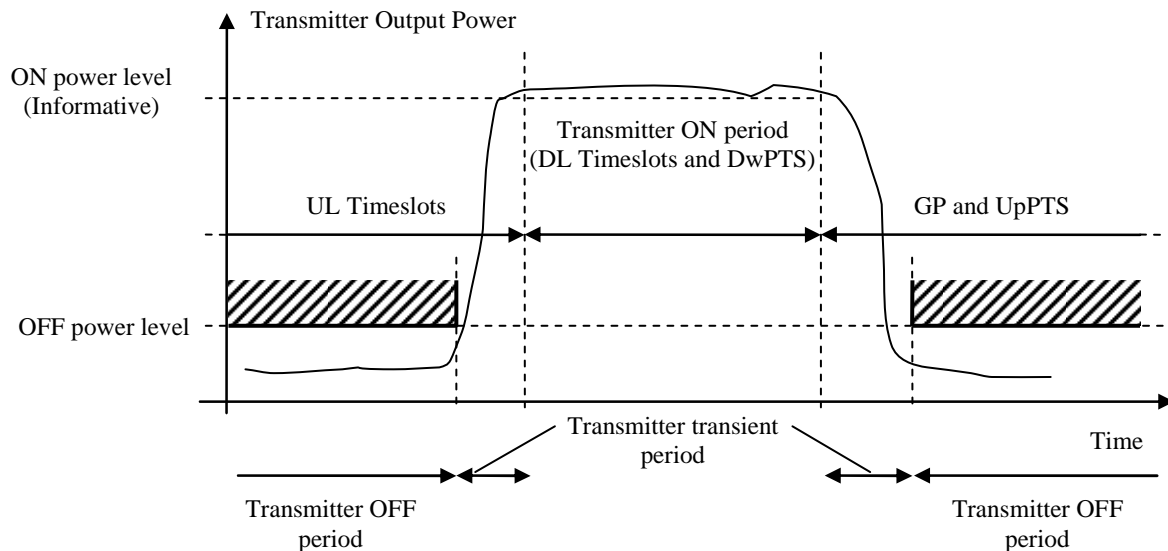 Transmitter Output Power
ON power level
(Informative)
Transmitter ON period
(DL Timeslots and DwPTS)
UL Timeslots
GP and UpPTS
OFF power level
Transmitter transient
period
Time
Transmitter OFF
period
Transmitter OFF
period